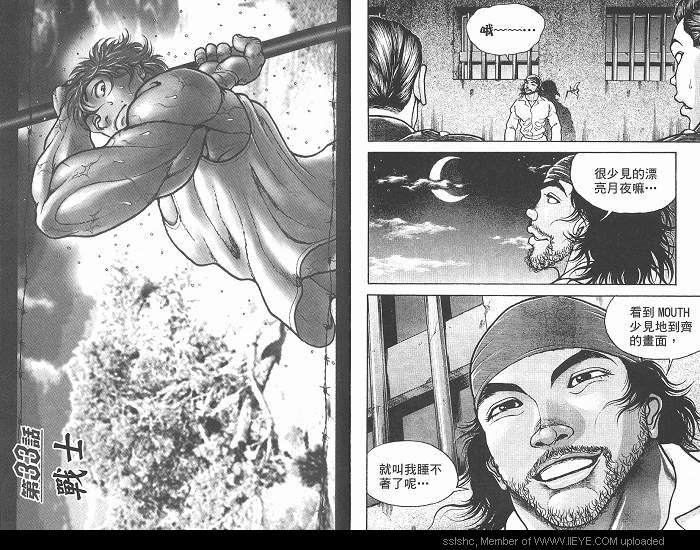 哦~~~~~~…
很少見的漂
亮月夜嘛…
看到 MOUTH
少見地到齊
的畫面，
就叫我睡不
著了呢…
第33話
戰士
sslshc, Member of WWW.IIEYE.COM uploaded